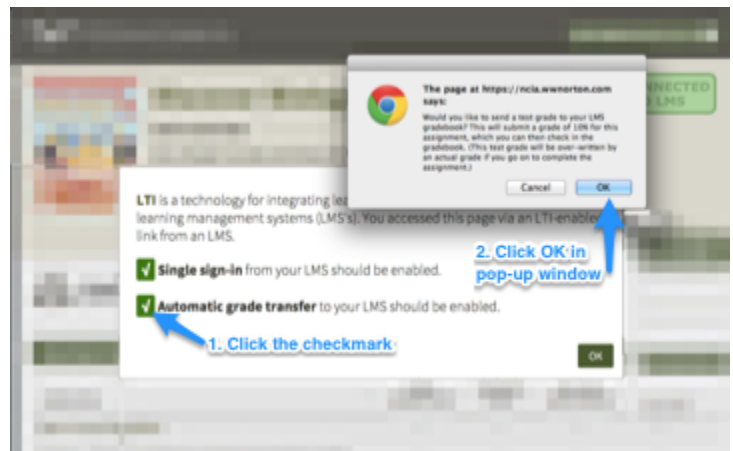 The page at https://ncia.wwnorton.com
says:
Would you like to send a test grade to your LMS
gradebook? This will submit a grade of 10% for this
assignment, which you can then check in the
gradebook. (This test grade will be over-written by
an actual grade if you go on to complete the
assignment.)
Cancel
OK
NNECTED
LMS
LTI is a technology for integrating
learning management systems (LMS's). You accessed this page via an LTI-enabled
link from an LMS.
√ Single sign-in from your LMS should be enabled.
√ Automatic grade transfer to your LMS should be enabled.
2. Click OK in
pop-up window
1. Click the checkmark
OK